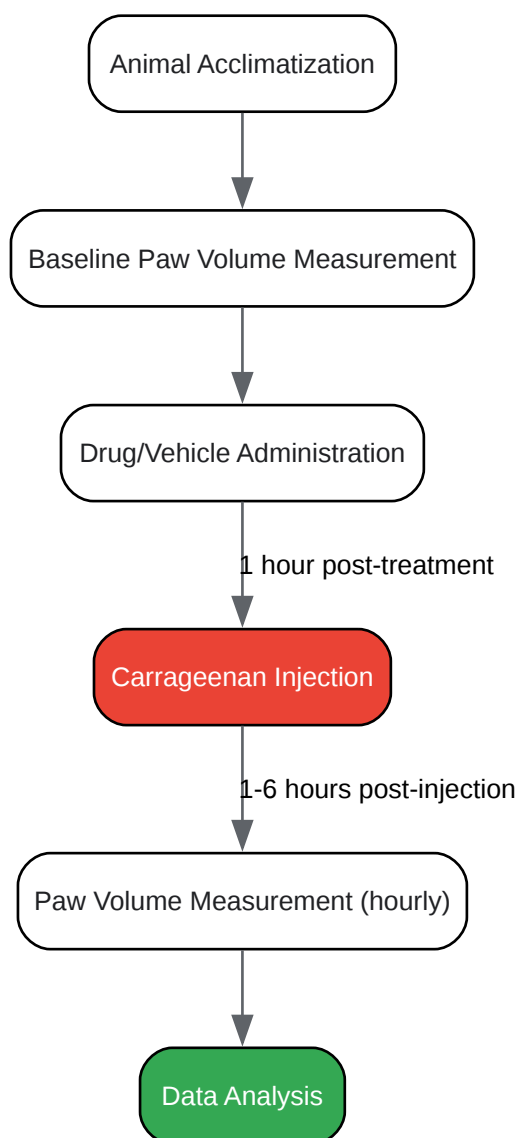 Animal Acclimatization
Baseline Paw Volume Measurement
Drug/Vehicle Administration
1 hour post-treatment
Carrageenan Injection
1-6 hours post-injection
Paw Volume Measurement (hourly)
Data Analysis